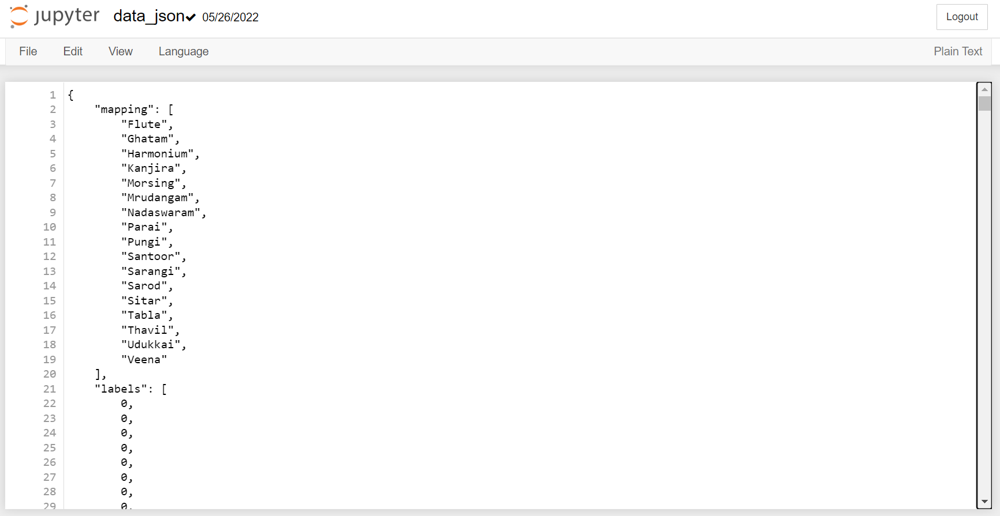 jupyter data_json 05/26/2022 Logout
File Edit View Language Plain Text
1 {
2 "mapping": [
3 "Flute",
4 "Ghatam",
5 "Harmonium",
6 "Kanjira",
7 "Morsing",
8 "Mrudangam",
9 "Nadaswaram",
10 "Parai",
11 "Pungi",
12 "Santoor",
13 "Sarangi",
14 "Sarod",
15 "Sitar",
16 "Tabla",
17 "Thavil",
18 "Udukkai",
19 "Veena"
20 ],
21 "labels": [
22 0,
23 0,
24 0,
25 0,
26 0,
27 0,
28 0,
29 0,